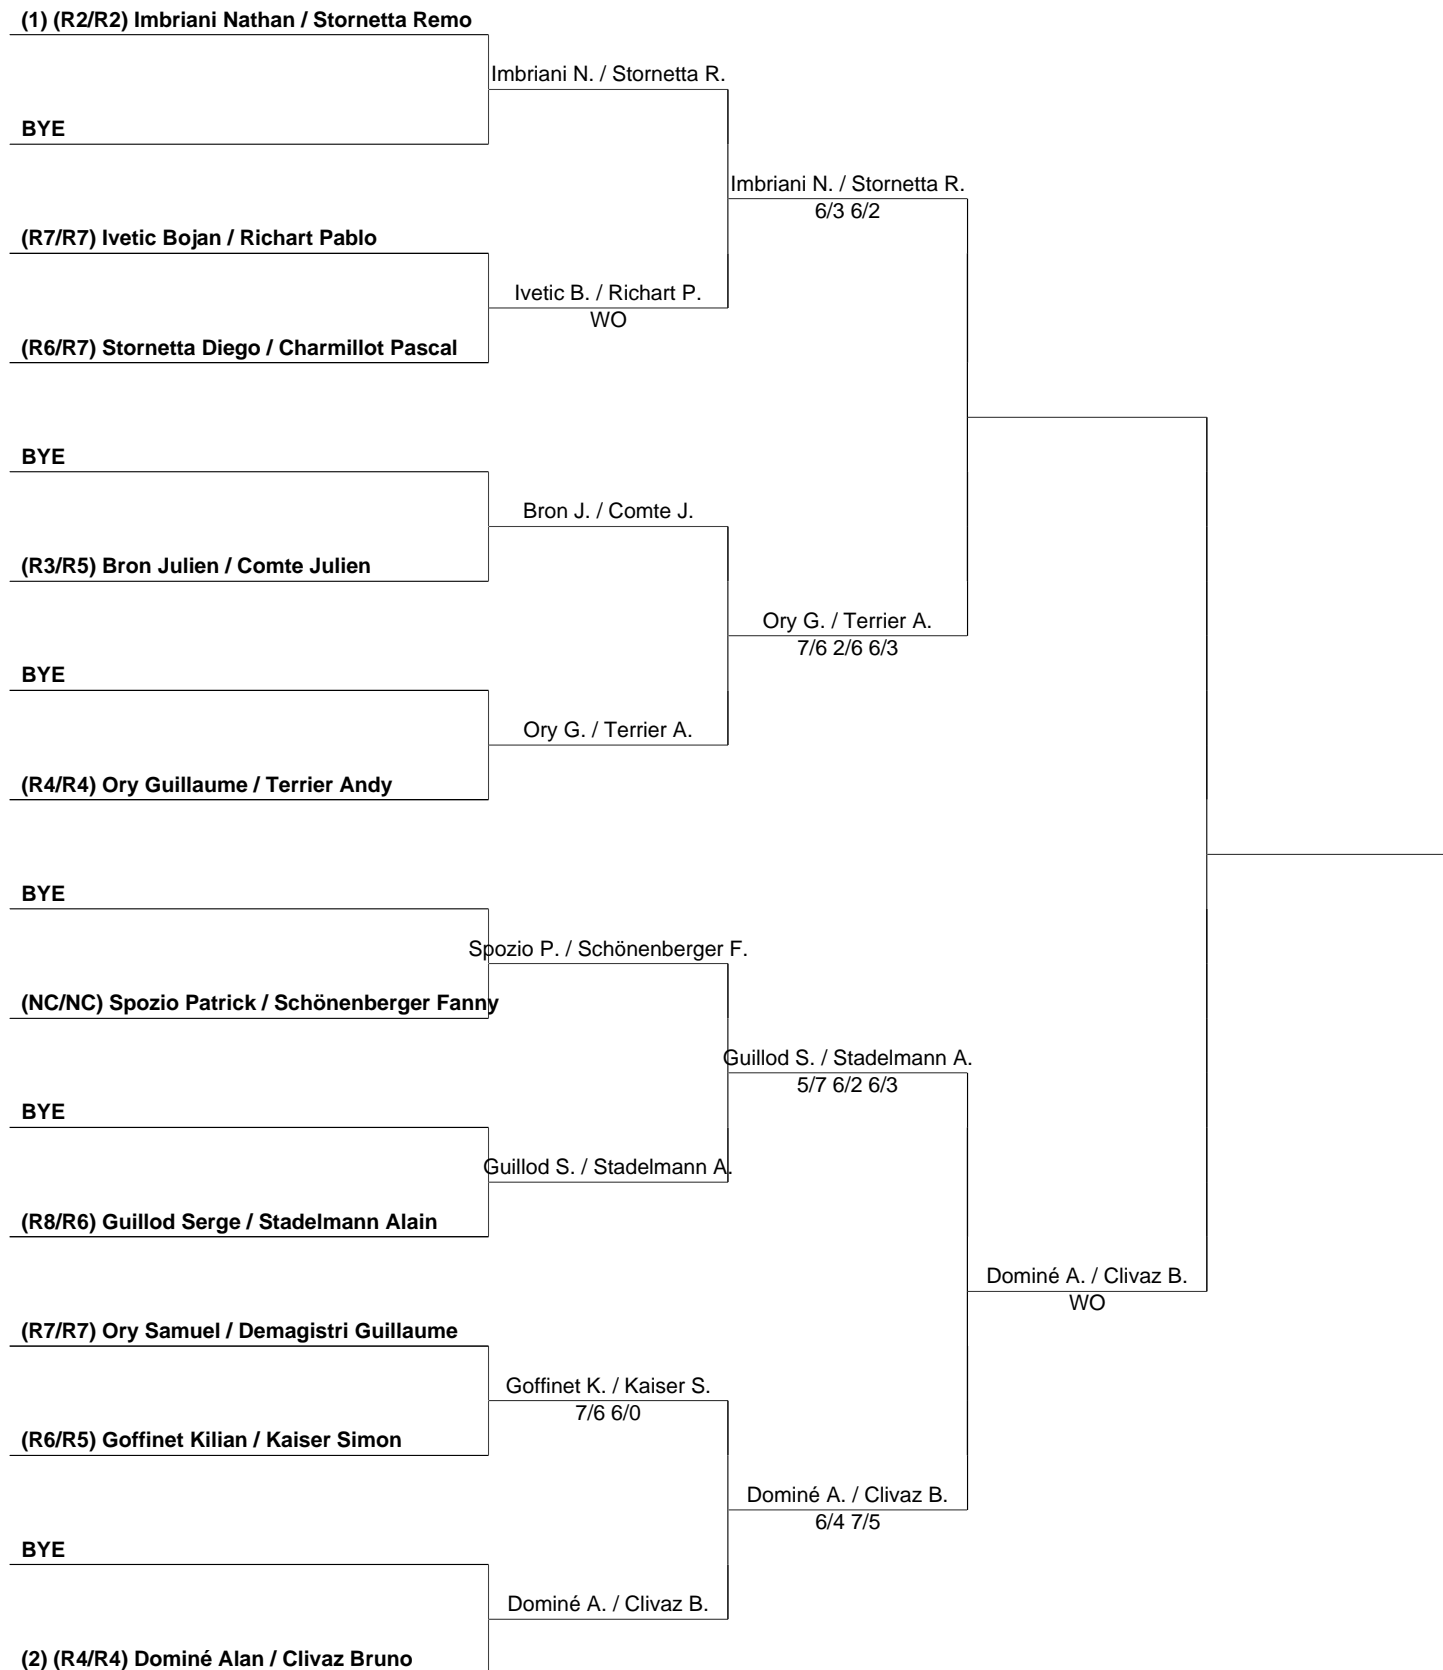 (1) (R2/R2) Imbriani Nathan / Stornetta Remo
Imbriani N. / Stornetta R.
BYE
Imbriani N. / Stornetta R.
6/3 6/2
(R7/R7) Ivetic Bojan / Richart Pablo
Ivetic B. / Richart P.
WO
(R6/R7) Stornetta Diego / Charmillot Pascal
BYE
Bron J. / Comte J.
(R3/R5) Bron Julien / Comte Julien
Ory G. / Terrier A.
7/6 2/6 6/3
BYE
Ory G. / Terrier A.
(R4/R4) Ory Guillaume / Terrier Andy
BYE
Spozio P. / Schönenberger F.
(NC/NC) Spozio Patrick / Schönenberger Fanny
Guillod S. / Stadelmann A.
5/7 6/2 6/3
BYE
Guillod S. / Stadelmann A.
(R8/R6) Guillod Serge / Stadelmann Alain
Dominé A. / Clivaz B.
WO
(R7/R7) Ory Samuel / Demagistri Guillaume
Goffinet K. / Kaiser S.
7/6 6/0
(R6/R5) Goffinet Kilian / Kaiser Simon
Dominé A. / Clivaz B.
6/4 7/5
BYE
Dominé A. / Clivaz B.
(2) (R4/R4) Dominé Alan / Clivaz Bruno